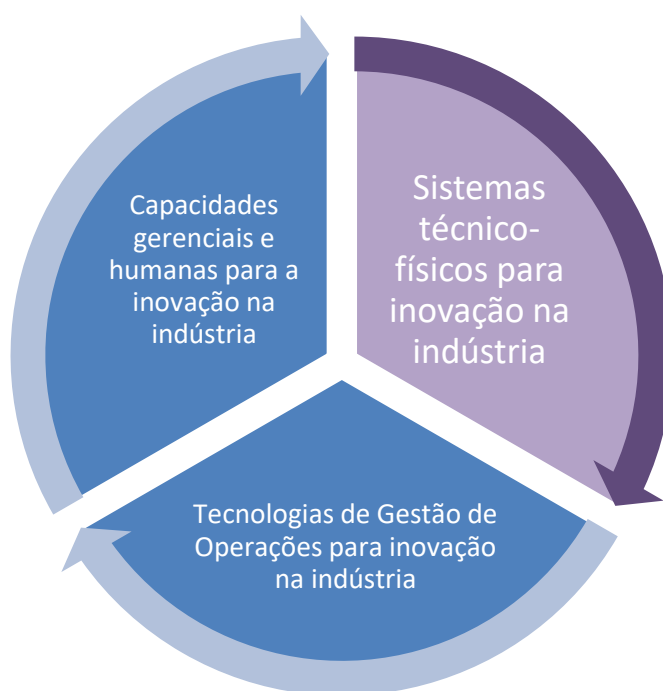 Capacidades
gerenciais e
humanas para a
inovação na
indústria
Sistemas
técnico-
físicos para
inovação na
indústria
Tecnologias de Gestão de
Operações para inovação
na indústria